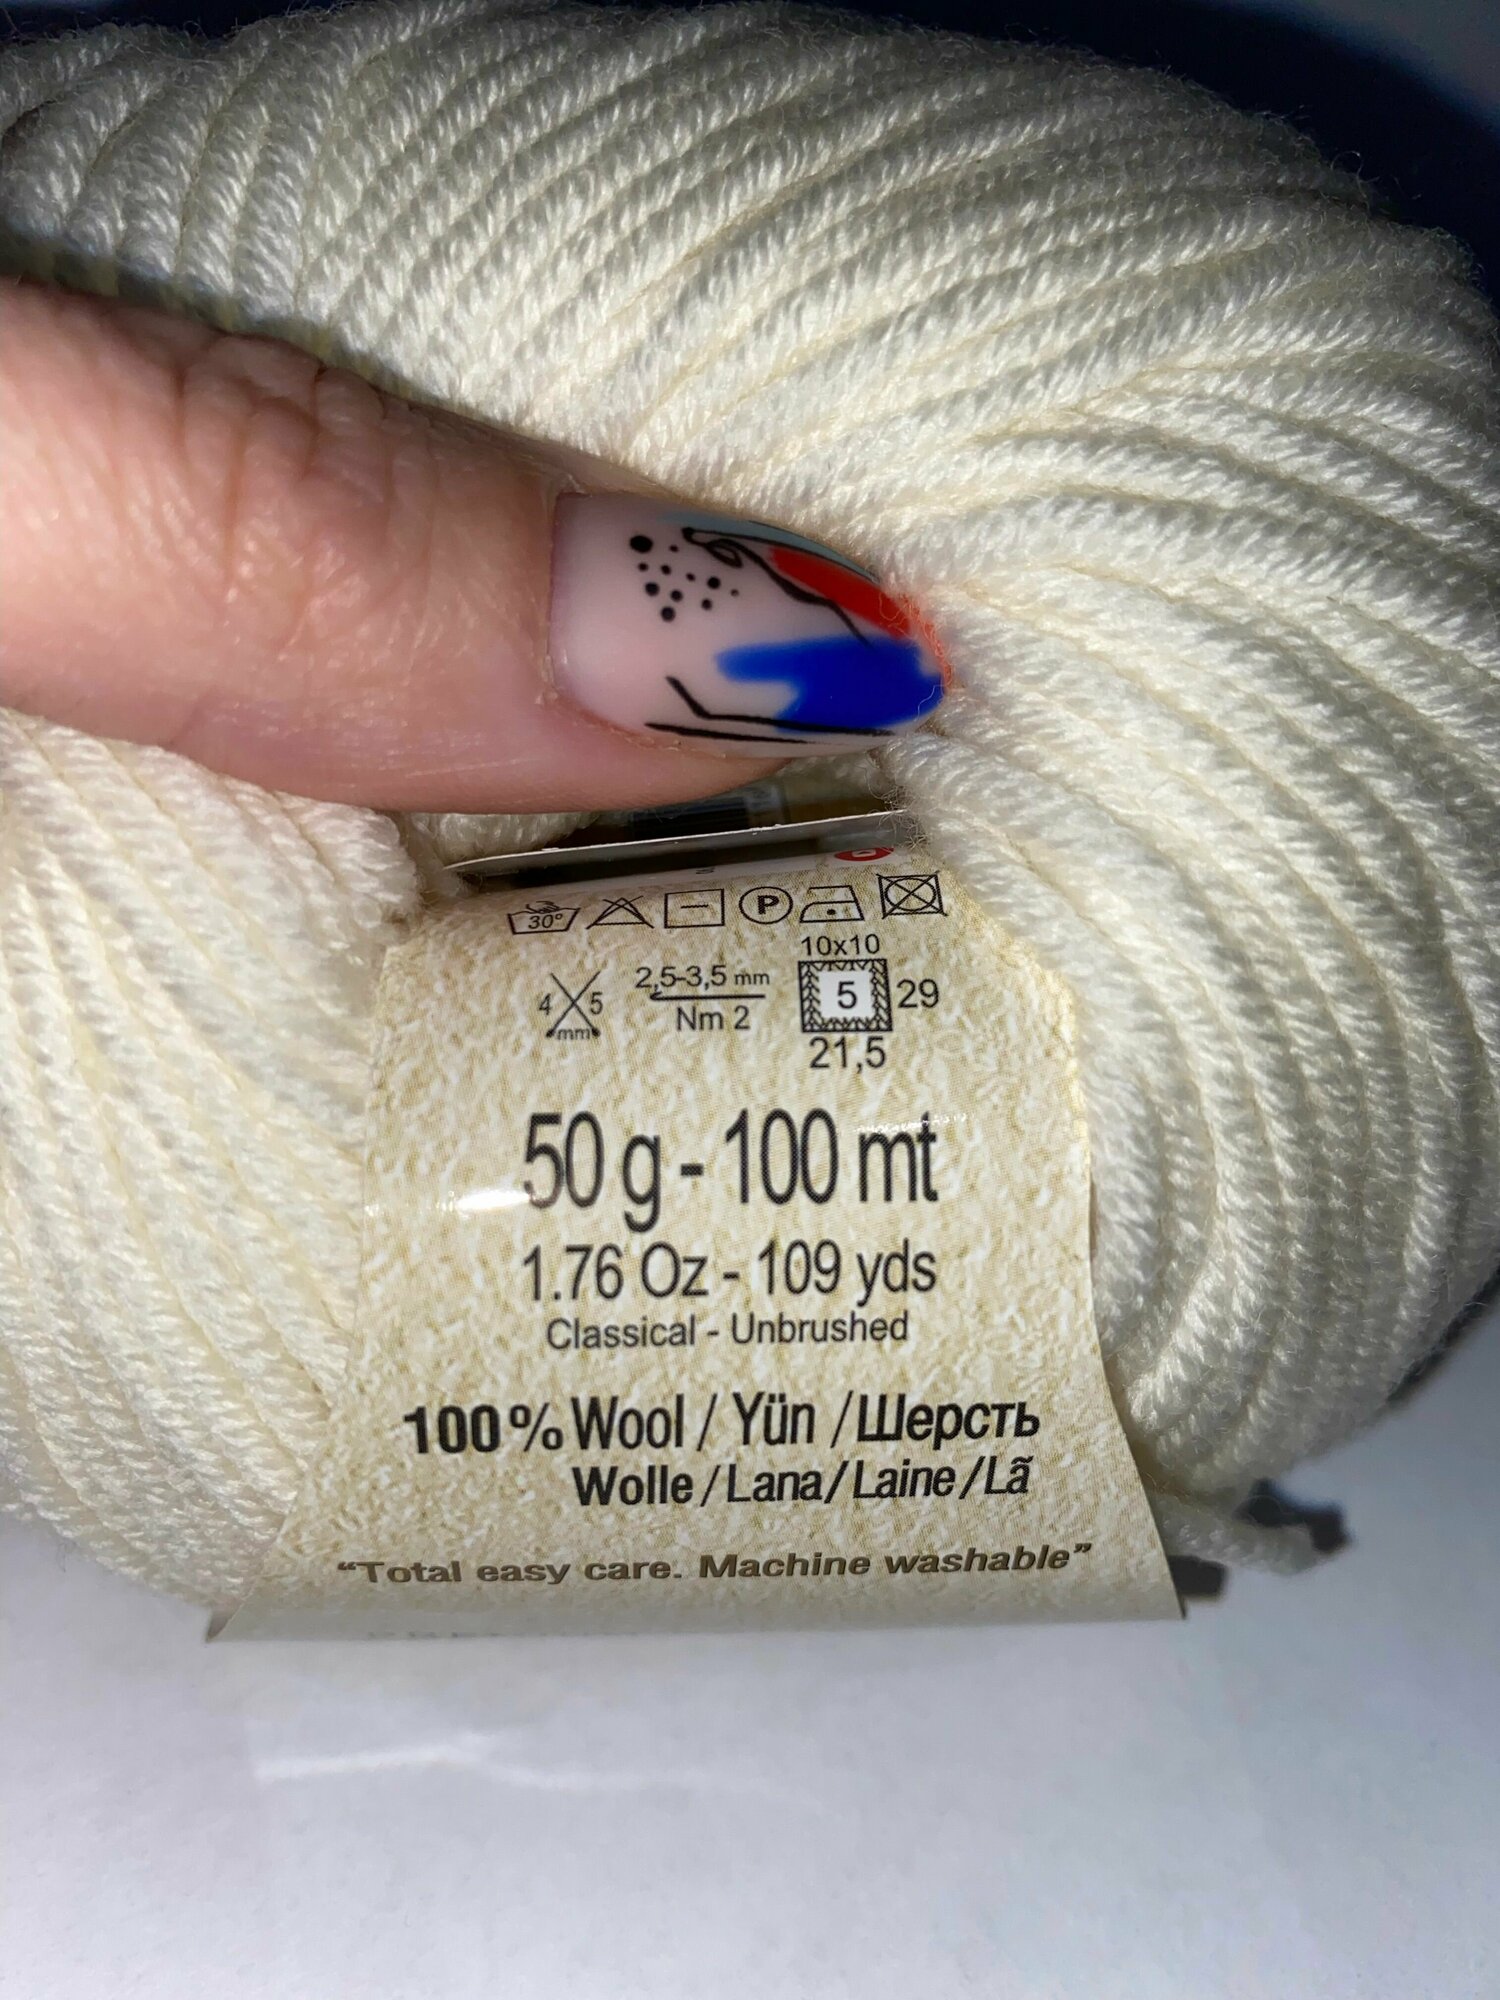 30° P
10x10
4 5 mm 2,5-3,5 mm 5 29
Nm 2
21,5
50 g - 100 mt
1.76 Oz - 109 yds
Classical - Unbrushed
100% Wool / Yün / Шерсть
Wolle / Lana / Laine / Lã
“Total easy care. Machine washable”